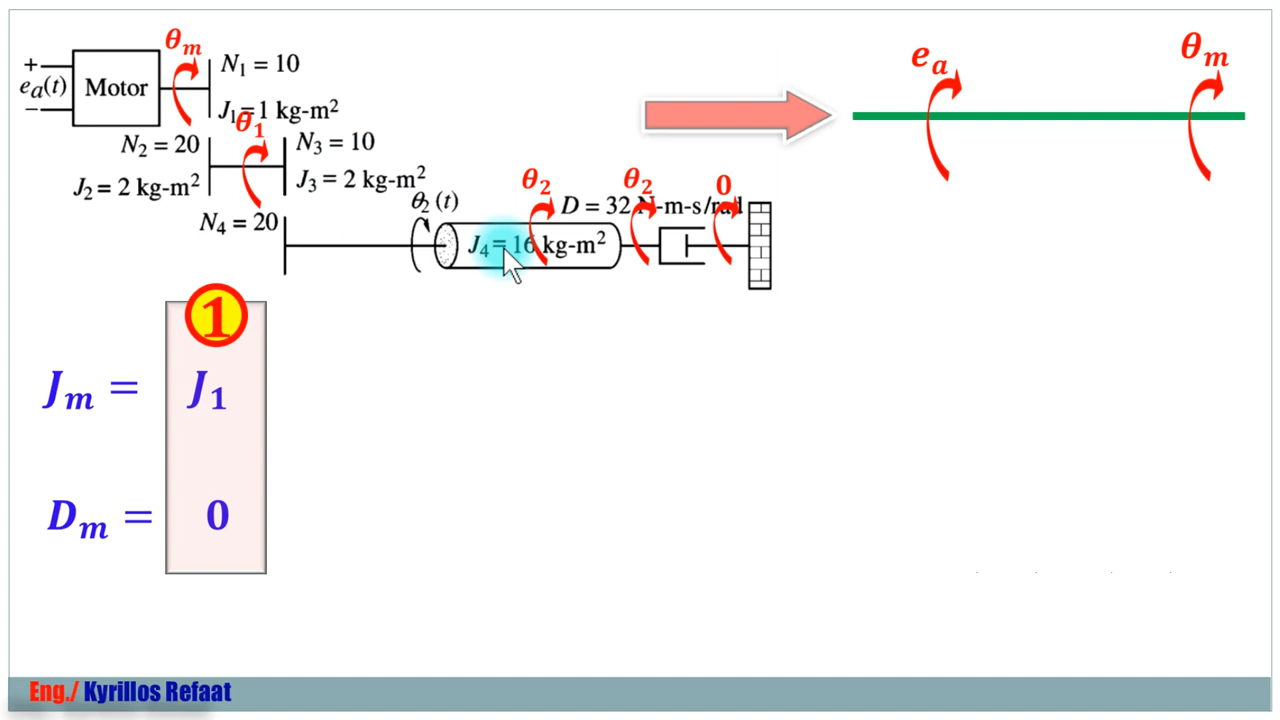 θm
+
ea(t)
−
Motor
N1 = 10
J1 = 1 kg-m²
θ1
N2 = 20
J2 = 2 kg-m²
N3 = 10
J3 = 2 kg-m²
N4 = 20
θ2 (t)
θ2
θ2
0
D = 32 N-m-s/rad
J4 = 16 kg-m²
ea
θm
1
Jm = J1
Dm = 0
Eng./ Kyrillos Refaat